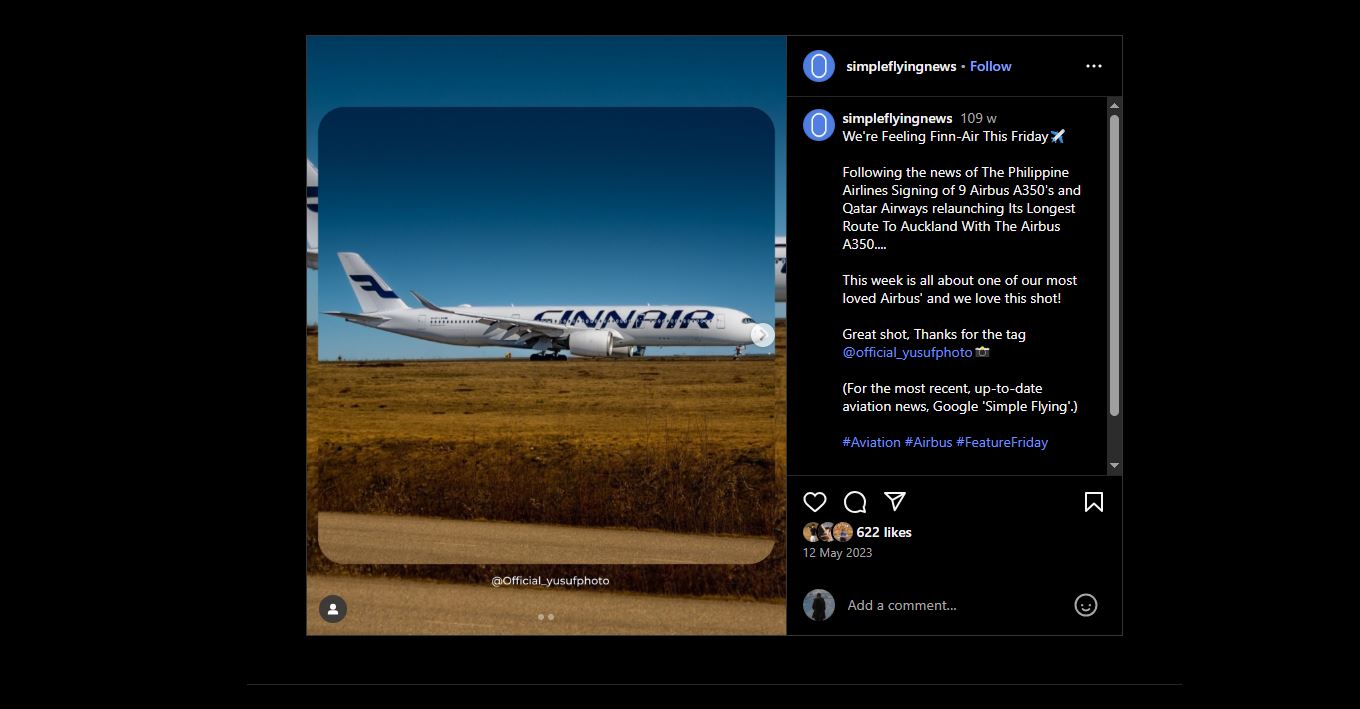 simpleflyingnews • Follow
simpleflyingnews 109 w
We're Feeling Finn-Air This Friday✈️
Following the news of The Philippine
Airlines Signing of 9 Airbus A350's and
Qatar Airways relaunching Its Longest
Route To Auckland With The Airbus
A350....
This week is all about one of our most
loved Airbus' and we love this shot!
Great shot, Thanks for the tag
@official_yusufphoto📸
(For the most recent, up-to-date
aviation news, Google 'Simple Flying'.)
#Aviation #Airbus #FeatureFriday
FINNAIR
@Official_yusufphoto
622 likes
12 May 2023
Add a comment...